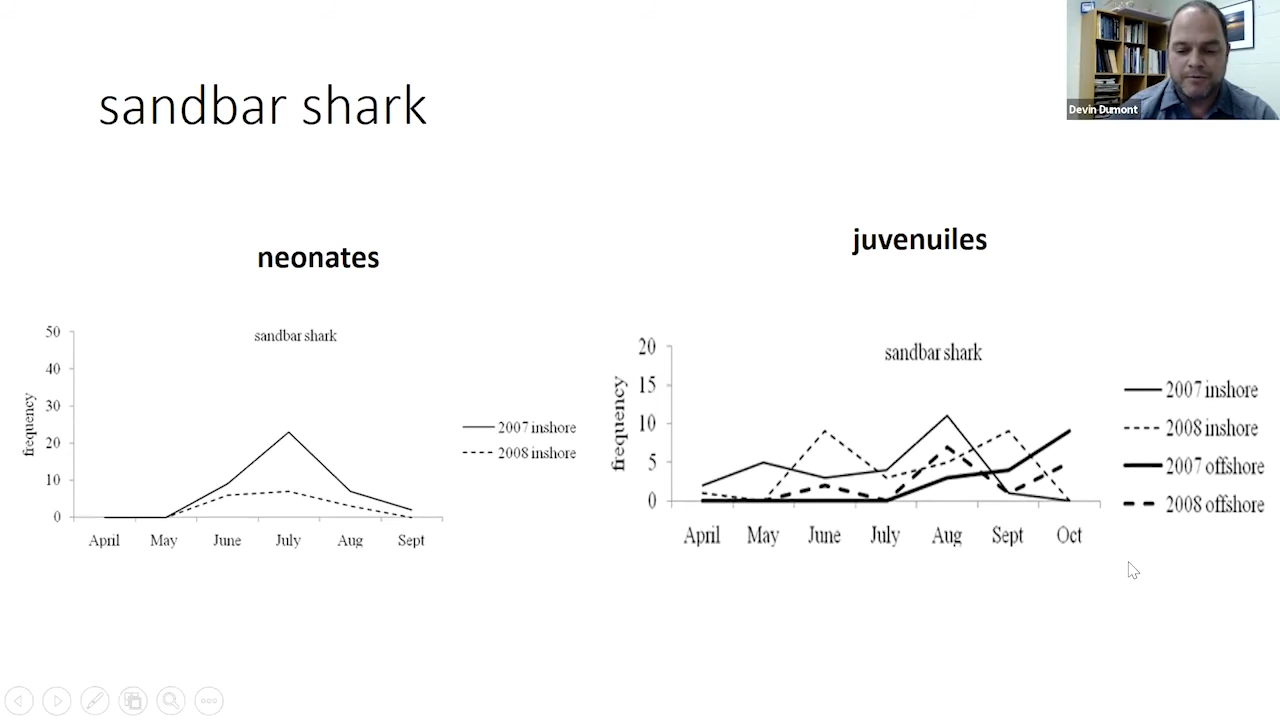 sandbar shark
Devin Dumont
neonates
juvenuiles
sandbar shark
frequency
50
40
30
20
10
0
April May June July Aug Sept
2007 inshore
2008 inshore
sandbar shark
frequency
20
15
10
5
0
April May June July Aug Sept Oct
2007 inshore
2008 inshore
2007 offshore
2008 offshore